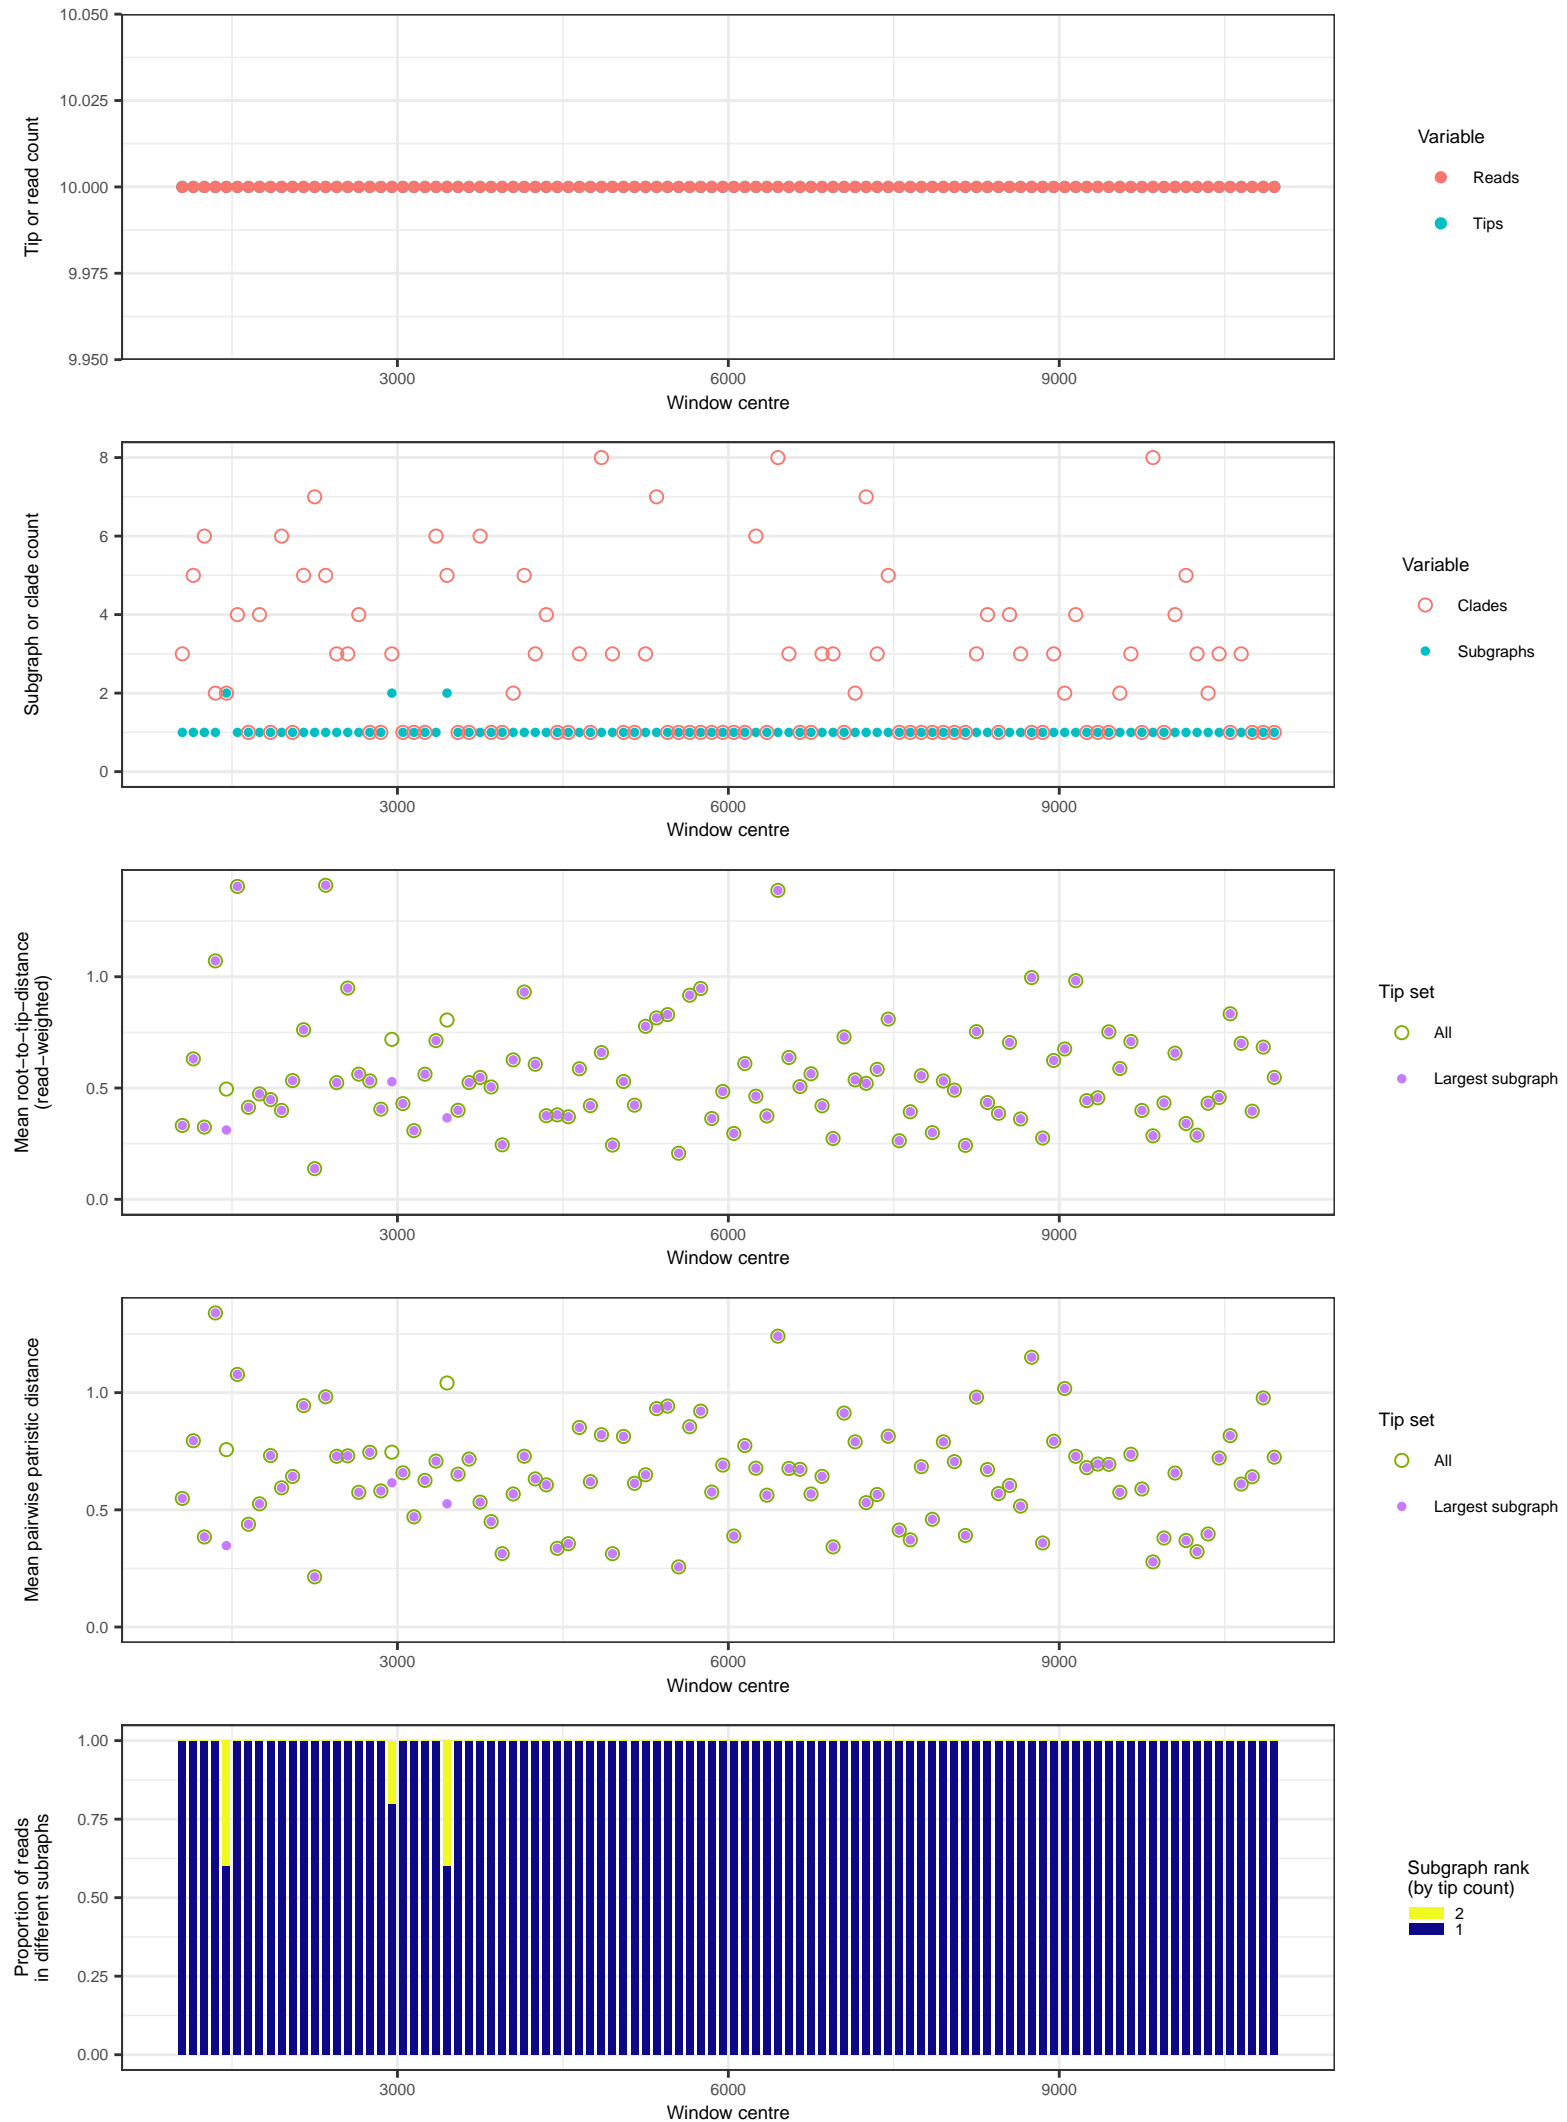 10.050
10.025
10.000
9.975
9.950
Tip or read count
3000
6000
9000
Window centre
Variable
Reads
Tips
8
6
4
2
0
Subgraph or clade count
3000
6000
9000
Window centre
Variable
Clades
Subgraphs
1.0
0.5
0.0
Mean root−to−tip−distance
(read−weighted)
3000
6000
9000
Window centre
Tip set
All
Largest subgraph
1.0
0.5
0.0
Mean pairwise patristic distance
3000
6000
9000
Window centre
Tip set
All
Largest subgraph
1.00
0.75
0.50
0.25
0.00
Proportion of reads
in different subraphs
3000
6000
9000
Window centre
Subgraph rank
(by tip count)
2
1